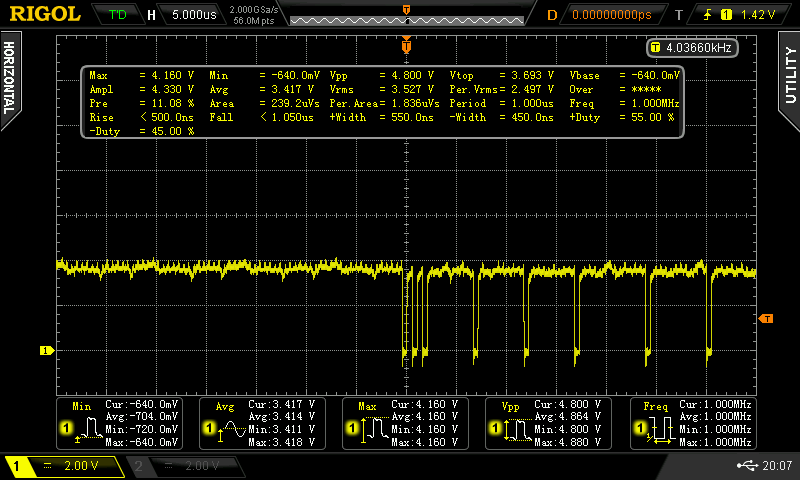 RIGOL T'D H 5.000us 2.000GSa/s 56.0M pts T D 0.00000000ps T 1 1.42 V
HORIZONTAL
UTILITY
T
T 4.03660kHz
Max = 4.160 V Min = -640.0mV Vpp = 4.800 V Vtop = 3.693 V Vbase = -640.0mV
Ampl = 4.330 V Avg = 3.417 V Vrms = 3.527 V Per.Vrms= 2.497 V Over = *****
Pre = 11.08 % Area = 239.2uVs Per.Area= 1.836uVs Period = 1.000us Freq = 1.000MHz
Rise < 500.0ns Fall < 1.050us +Width = 550.0ns -Width = 450.0ns +Duty = 55.00 %
-Duty = 45.00 %
T
1
Min Cur:-640.0mV Avg Cur:3.417 V Max Cur:4.160 V Vpp Cur:4.800 V Freq Cur:1.000MHz
Avg:-704.0mV Avg:3.414 V Avg:4.160 V Avg:4.864 V Avg:1.000MHz
1 Min:-720.0mV 1 Min:3.411 V 1 Min:4.160 V 1 Min:4.800 V 1 Min:1.000MHz
Max:-640.0mV Max:3.418 V Max:4.160 V Max:4.880 V Max:1.000MHz
1 2.00 V 2 2.00 V 20:07